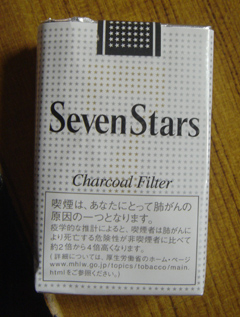 SevenStars
Charcoal Filter
喫煙は、あなたにとって肺がんの
原因の一つとなります。
疫学的な推計によると、喫煙者は肺がんに
より死亡する危険性が非喫煙者に比べて
約2倍から4倍高くなります。
(詳細については、厚生労働省のホーム・ページ
www.mhlw.go.jp/topics/tobacco/main.
htmlをご参照ください。)